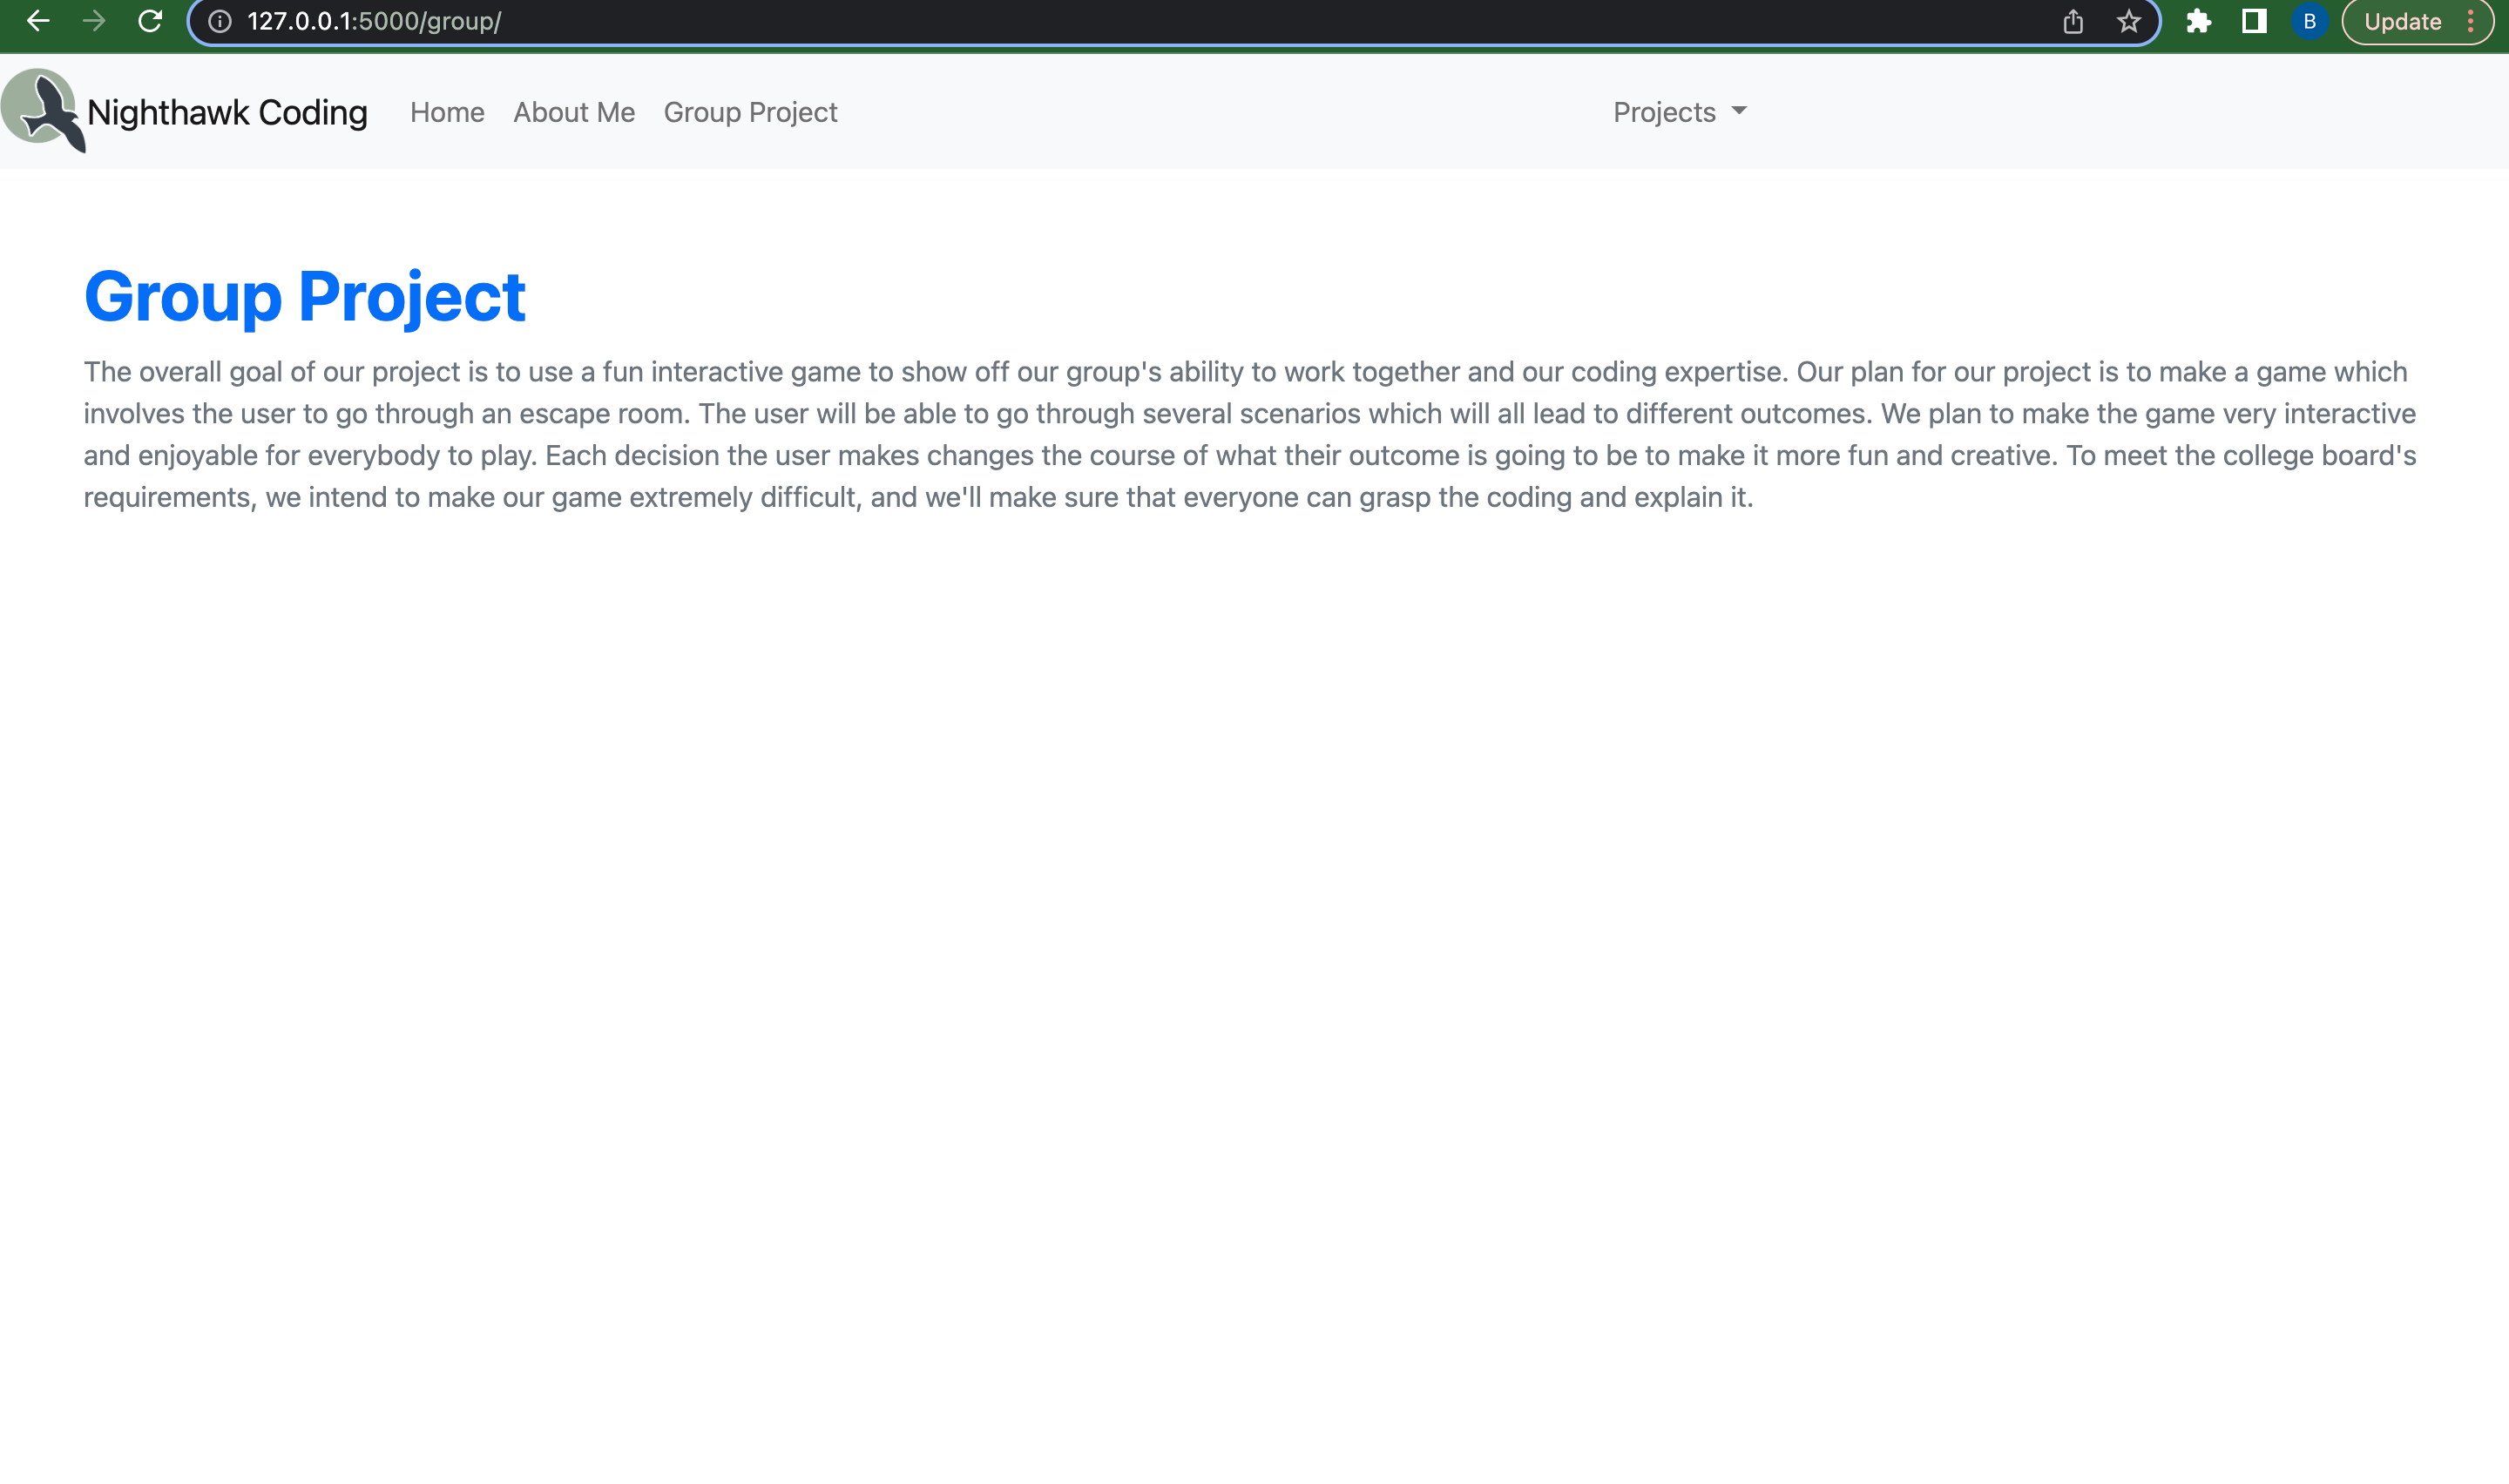 127.0.0.1:5000/group/
B
Update
Nighthawk Coding
Home
About Me
Group Project
Projects
Group Project
The overall goal of our project is to use a fun interactive game to show off our group's ability to work together and our coding expertise. Our plan for our project is to make a game which
involves the user to go through an escape room. The user will be able to go through several scenarios which will all lead to different outcomes. We plan to make the game very interactive
and enjoyable for everybody to play. Each decision the user makes changes the course of what their outcome is going to be to make it more fun and creative. To meet the college board's
requirements, we intend to make our game extremely difficult, and we'll make sure that everyone can grasp the coding and explain it.